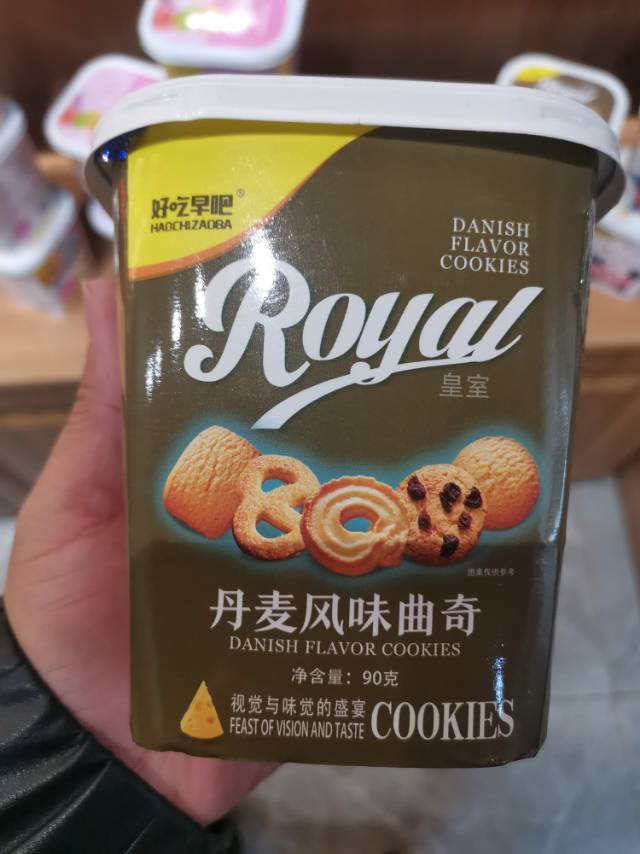 好吃早吧®
HAOCHIZAOBA
DANISH
FLAVOR
COOKIES
Royal
皇室
图案仅供参考
丹麦风味曲奇
DANISH FLAVOR COOKIES
净含量：90克
视觉与味觉的盛宴
FEAST OF VISION AND TASTE
COOKIES